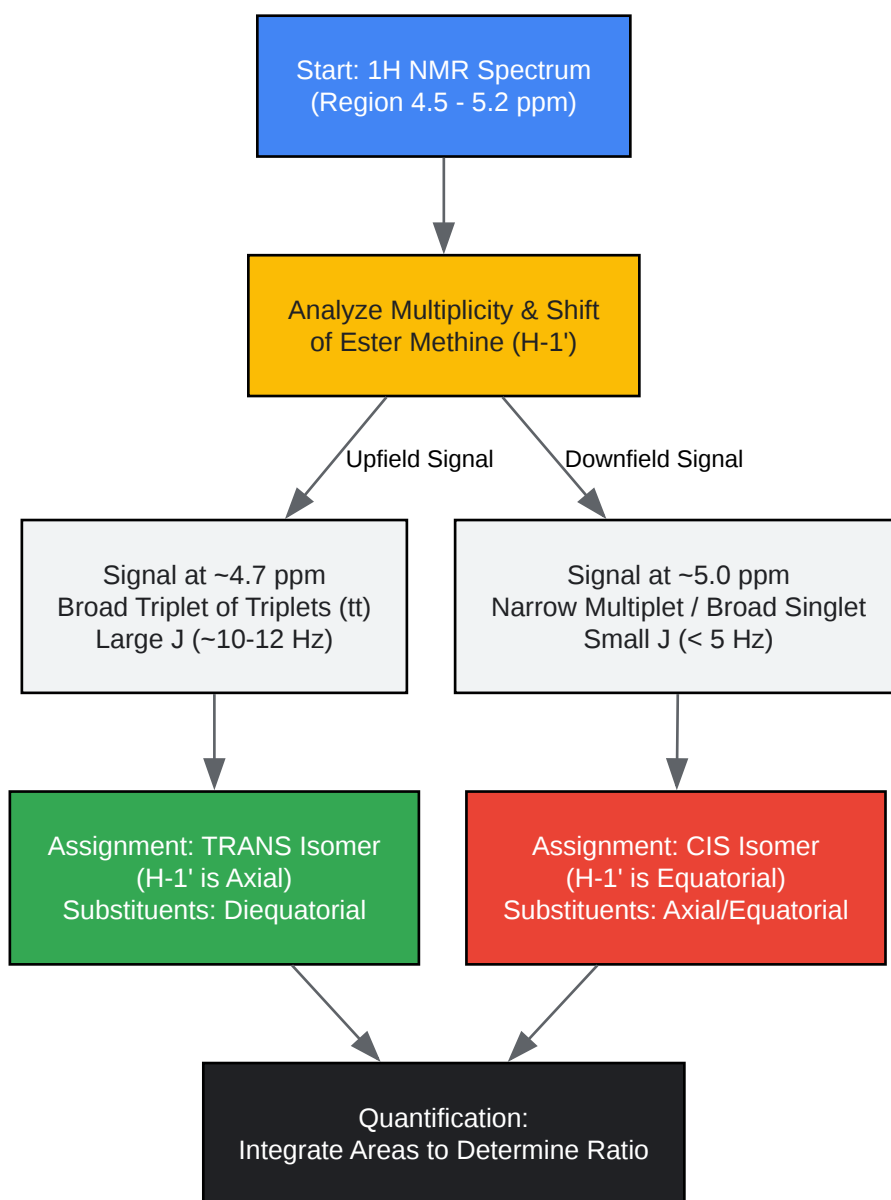 Start: 1H NMR Spectrum
(Region 4.5 - 5.2 ppm)
Analyze Multiplicity & Shift
of Ester Methine (H-1')
Upfield Signal
Downfield Signal
Signal at ~4.7 ppm
Broad Triplet of Triplets (tt)
Large J (~10-12 Hz)
Signal at ~5.0 ppm
Narrow Multiplet / Broad Singlet
Small J (< 5 Hz)
Assignment: TRANS Isomer
(H-1' is Axial)
Substituents: Diequatorial
Assignment: CIS Isomer
(H-1' is Equatorial)
Substituents: Axial/Equatorial
Quantification:
Integrate Areas to Determine Ratio